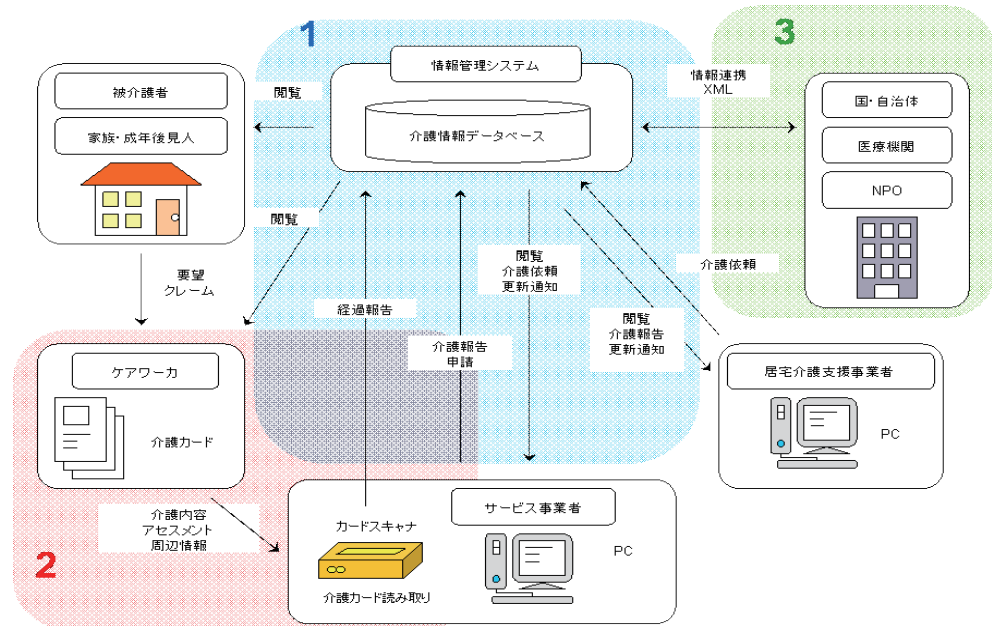 1
3
情報管理システム
介護情報データベース
被介護者
家族・成年後見人
閲覧
情報連携
XML
国・自治体
医療機関
NPO
閲覧
要望
クレーム
経過報告
介護報告
申請
閲覧
介護依頼
更新通知
介護依頼
閲覧
介護報告
更新通知
ケアワーカ
介護カード
居宅介護支援事業者
PC
介護内容
アセスメント
周辺情報
2
カードスキャナ
介護カード読み取り
サービス事業者
PC